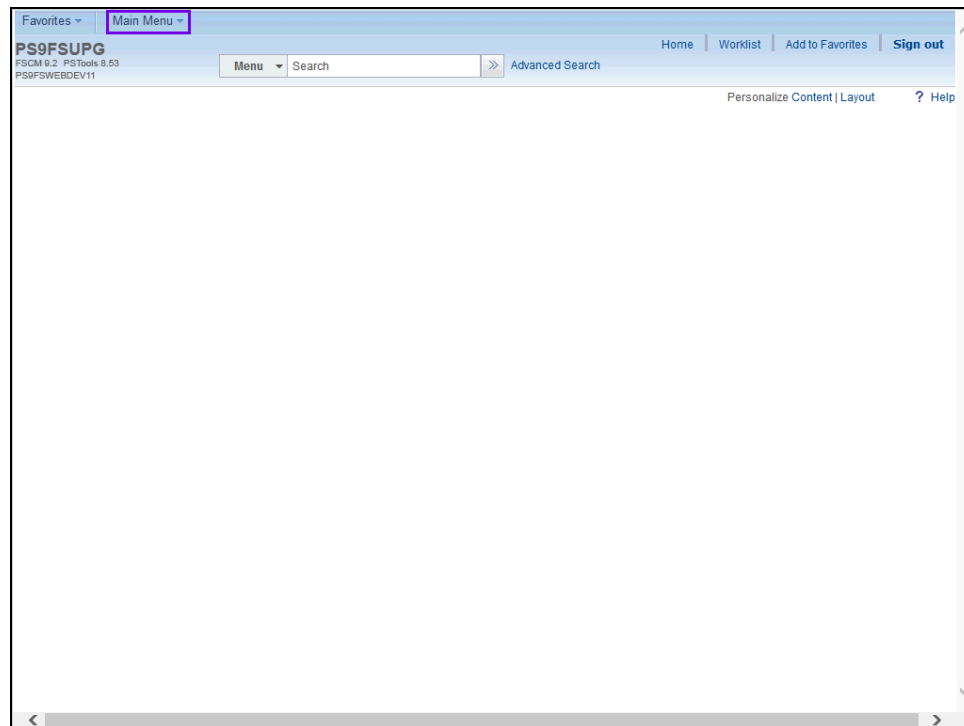 Favorites Main Menu
PS9FSUPG
FSCM 9.2 PSTools 8.53
PS9FSWEBDEV11
Home Worklist Add to Favorites Sign out
Menu Search Advanced Search
Personalize Content | Layout ? Help